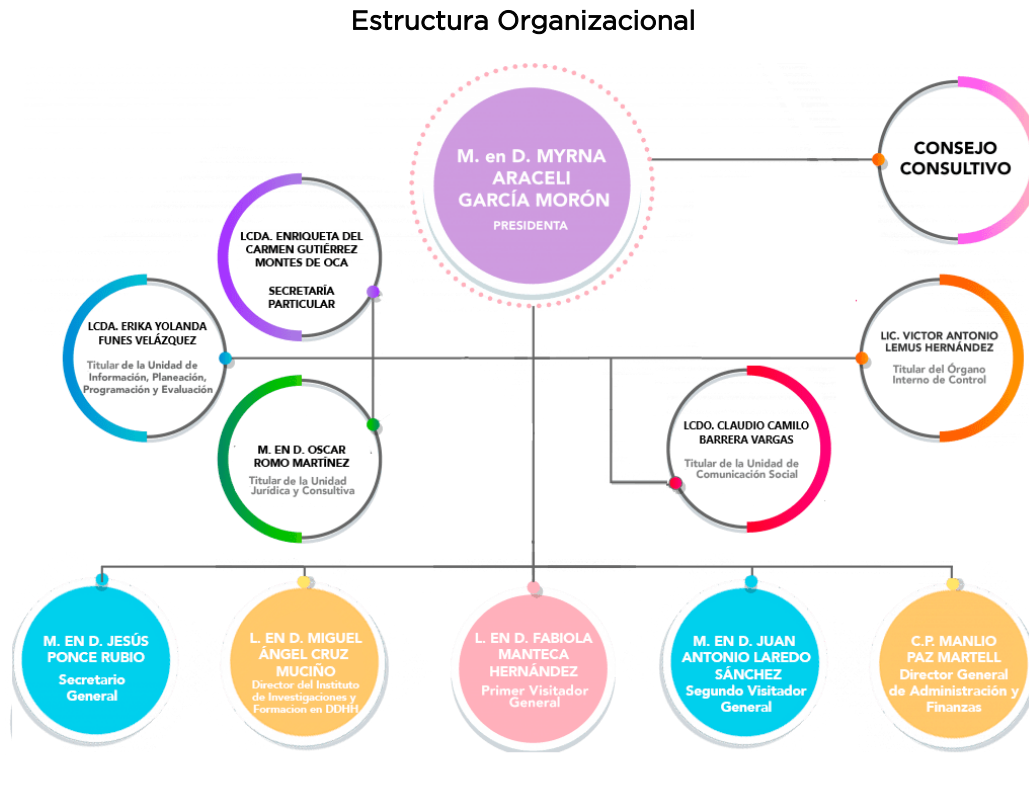 Estructura Organizacional
M. en D. MYRNA
ARACELI
GARCÍA MORÓN
PRESIDENTA
CONSEJO
CONSULTIVO
LCDA. ENRIQUETA DEL
CARMEN GUTIÉRREZ
MONTES DE OCA
SECRETARÍA
PARTICULAR
LCDA. ERIKA YOLANDA
FUNES VELÁZQUEZ
Titular de la Unidad de
Información, Planeación,
Programación y Evaluación
LIC. VICTOR ANTONIO
LEMUS HERNÁNDEZ
Titular del Órgano
Interno de Control
M. EN D. OSCAR
ROMO MARTÍNEZ
Titular de la Unidad
Jurídica y Consultiva
LCDO. CLAUDIO CAMILO
BARRERA VARGAS
Titular de la Unidad de
Comunicación Social
M. EN D. JESÚS
PONCE RUBIO
Secretario
General
L. EN D. MIGUEL
ÁNGEL CRUZ
MUCIÑO
Director del Instituto
de Investigaciones y
Formacion en DDHH
L. EN D. FABIOLA
MANTECA
HERNÁNDEZ
Primer Visitador
General
M. EN D. JUAN
ANTONIO LAREDO
SÁNCHEZ
Segundo Visitador
General
C.P. MANLIO
PAZ MARTELL
Director General
de Administración y
Finanzas